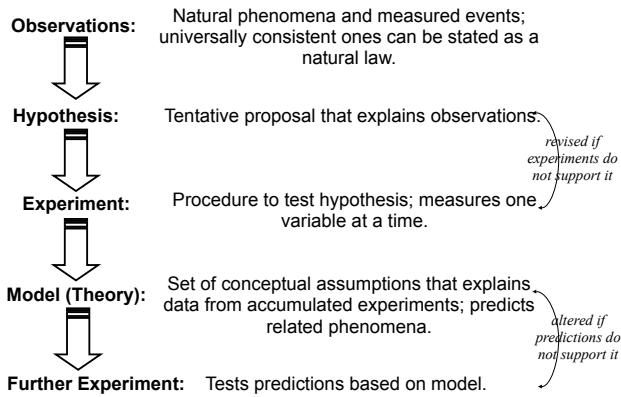 Observations:
Natural phenomena and measured events;
universally consistent ones can be stated as a
natural law.
Hypothesis:
Tentative proposal that explains observations.
revised if
experiments do
not support it
Experiment:
Procedure to test hypothesis; measures one
variable at a time.
Model (Theory):
Set of conceptual assumptions that explains
data from accumulated experiments; predicts
related phenomena.
altered if
predictions do
not support it
Further Experiment:
Tests predictions based on model.